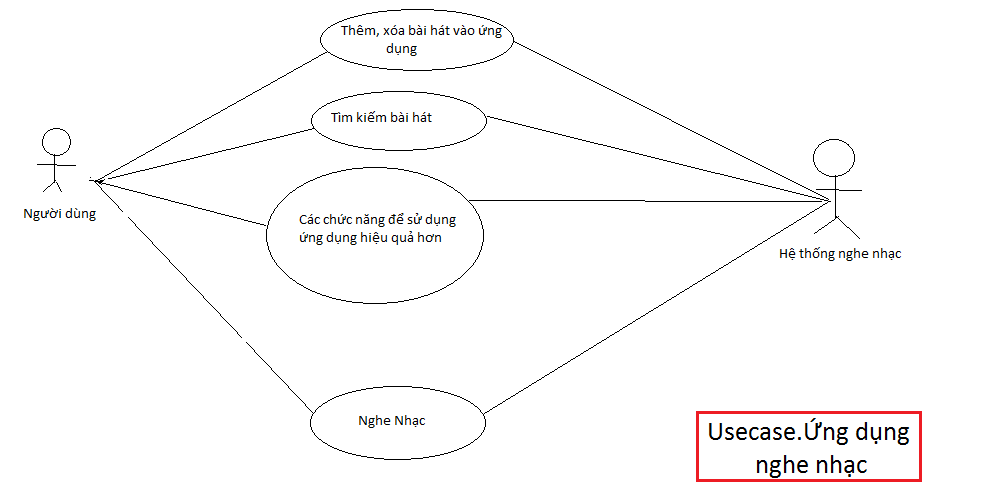 Thêm, xóa bài hát vào ứng
dụng
Tìm kiếm bài hát
Người dùng
Các chức năng để sử dụng
ứng dụng hiệu quả hơn
Hệ thống nghe nhạc
Nghe Nhạc
Usecase.Ứng dụng
nghe nhạc